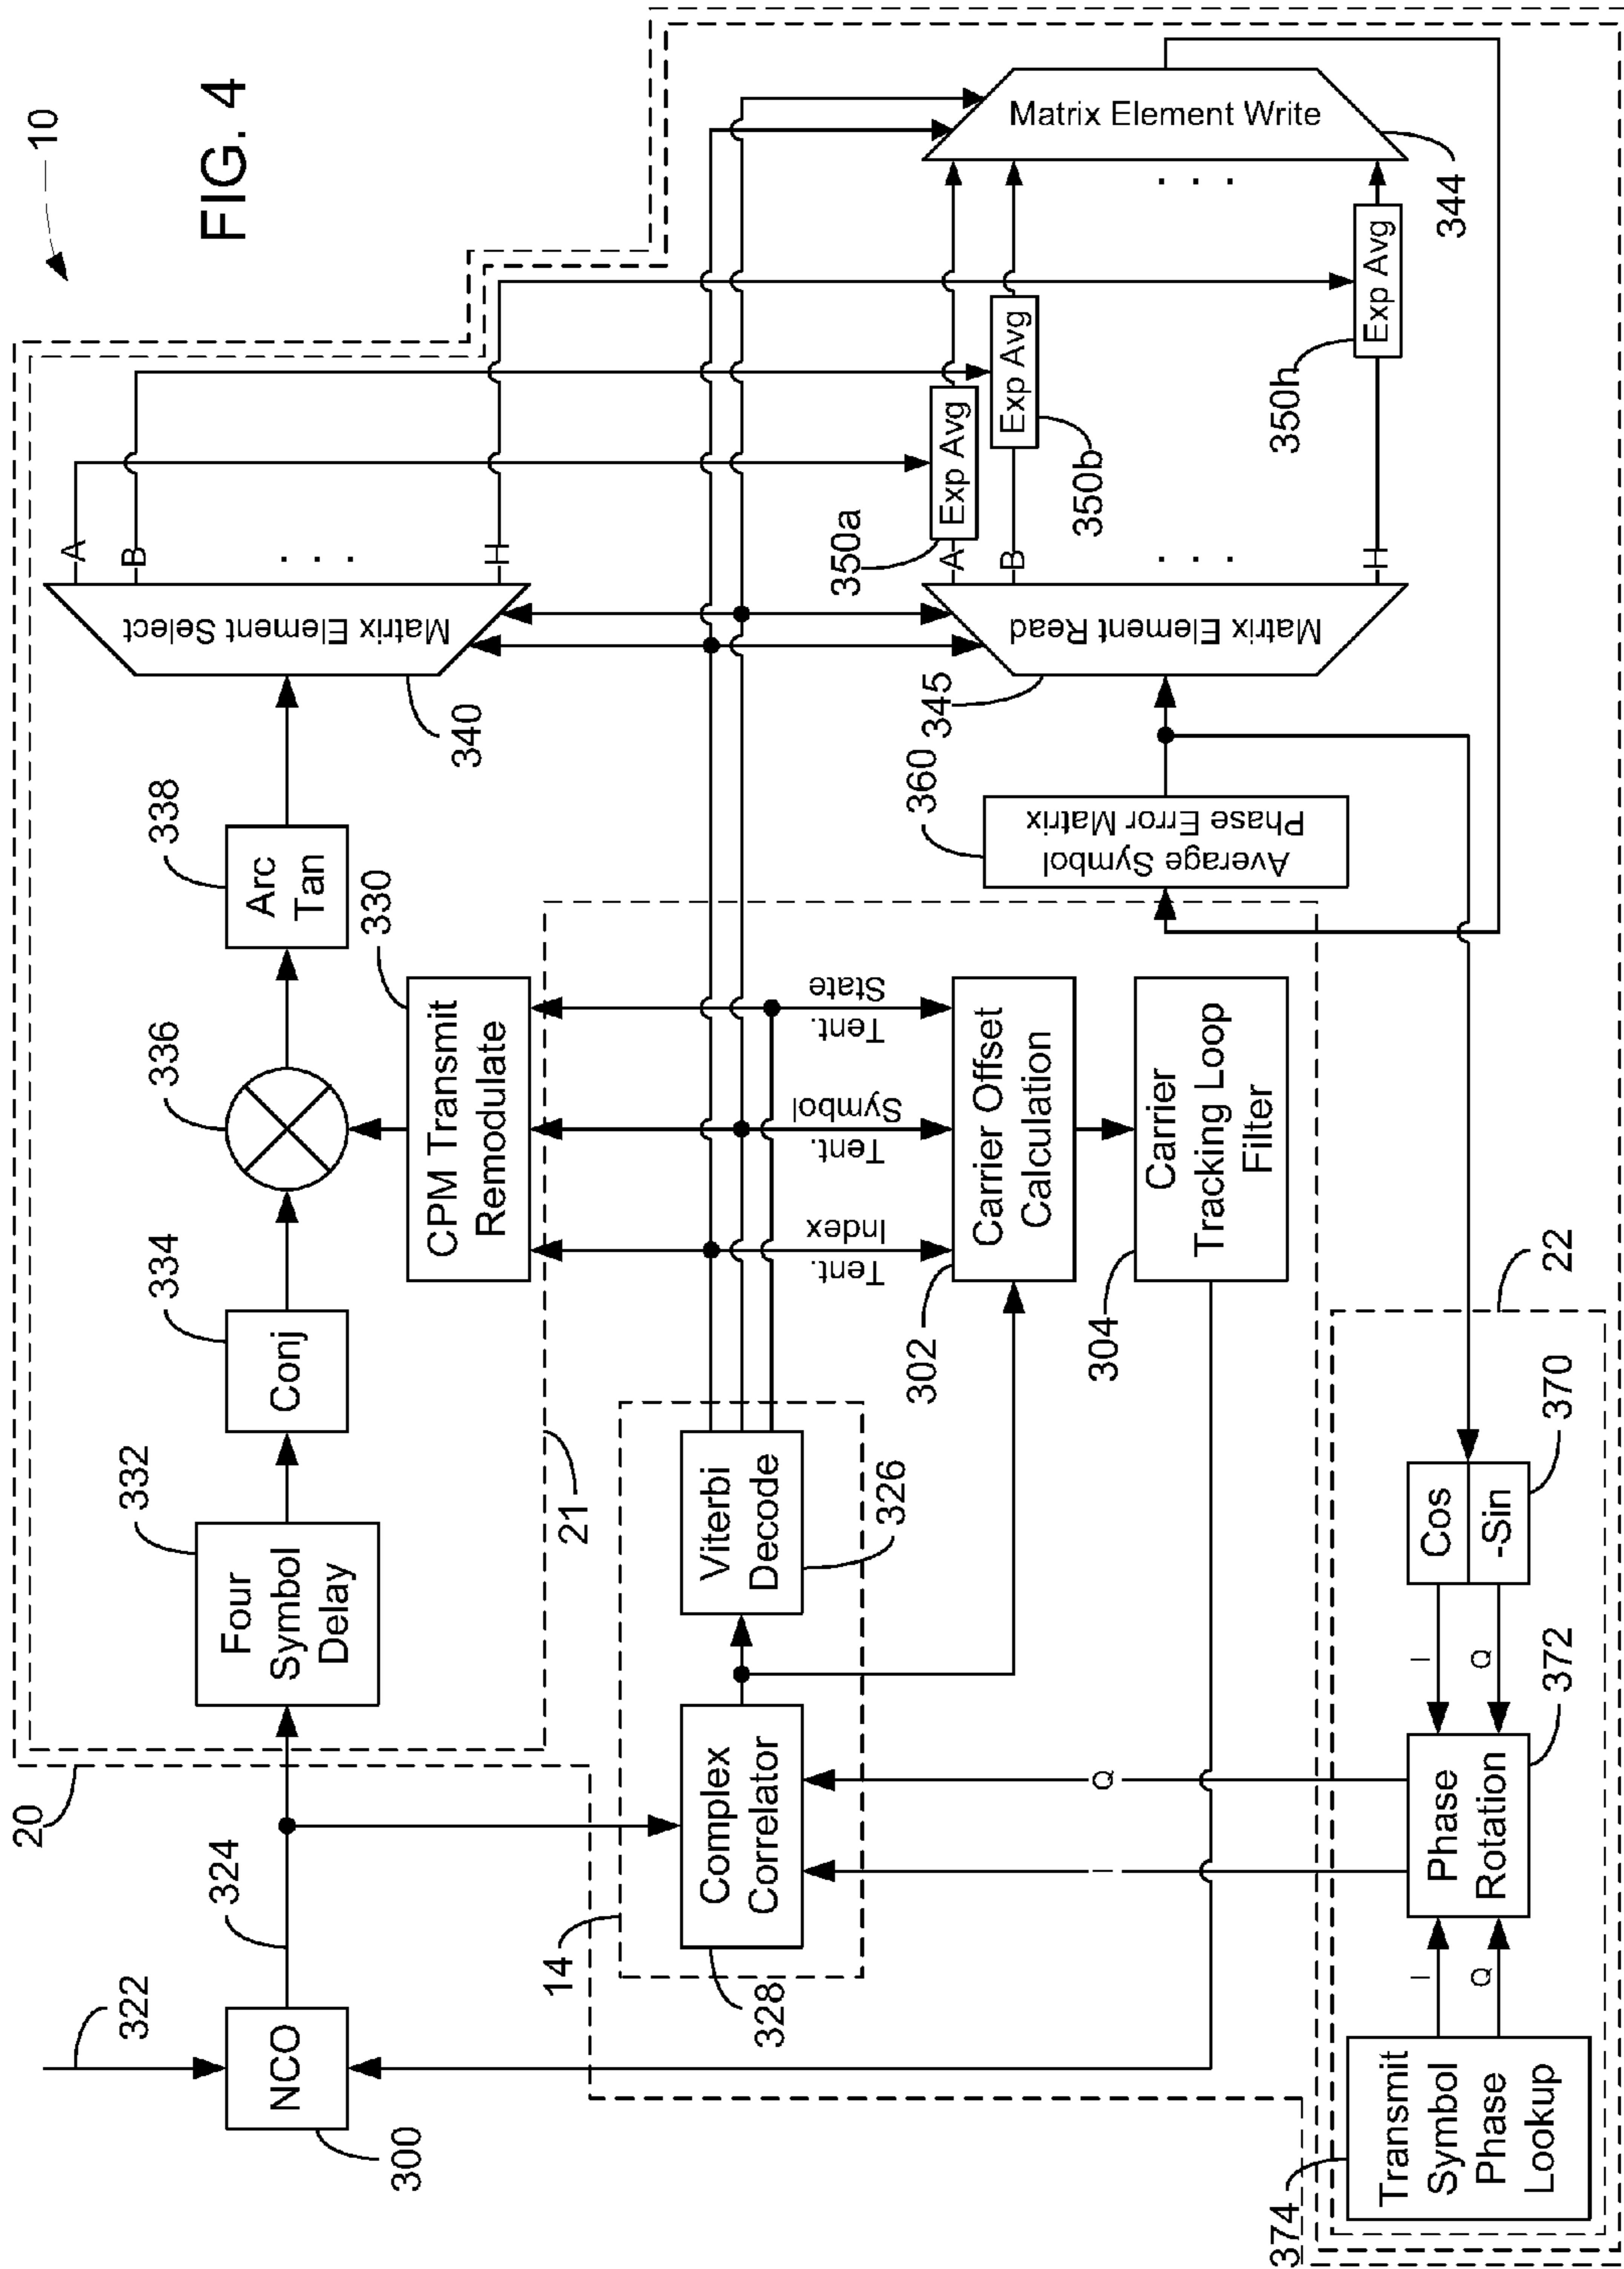 10
FIG. 4
20
322
NCO
300
324
332
Four
Symbol
Delay
334
Conj
336
338
Arc
Tan
330
CPM Transmit
Remodulate
340
Matrix Element Select
A
B
. . .
H
21
14
328
Complex
Correlator
Viterbi
Decode
326
Tent.
Index
Tent.
Symbol
Tent.
State
302
Carrier Offset
Calculation
304
Carrier
Tracking Loop
Filter
360
Average Symbol
Phase Error Matrix
345
Matrix Element Read
A
B
. . .
H
350a
Exp Avg
350b
Exp Avg
350h
Exp Avg
. . .
Matrix Element Write
344
22
374
Transmit
Symbol
Phase
Lookup
I
Q
Phase
Rotation
372
I
Q
I
Q
Cos
-Sin
370